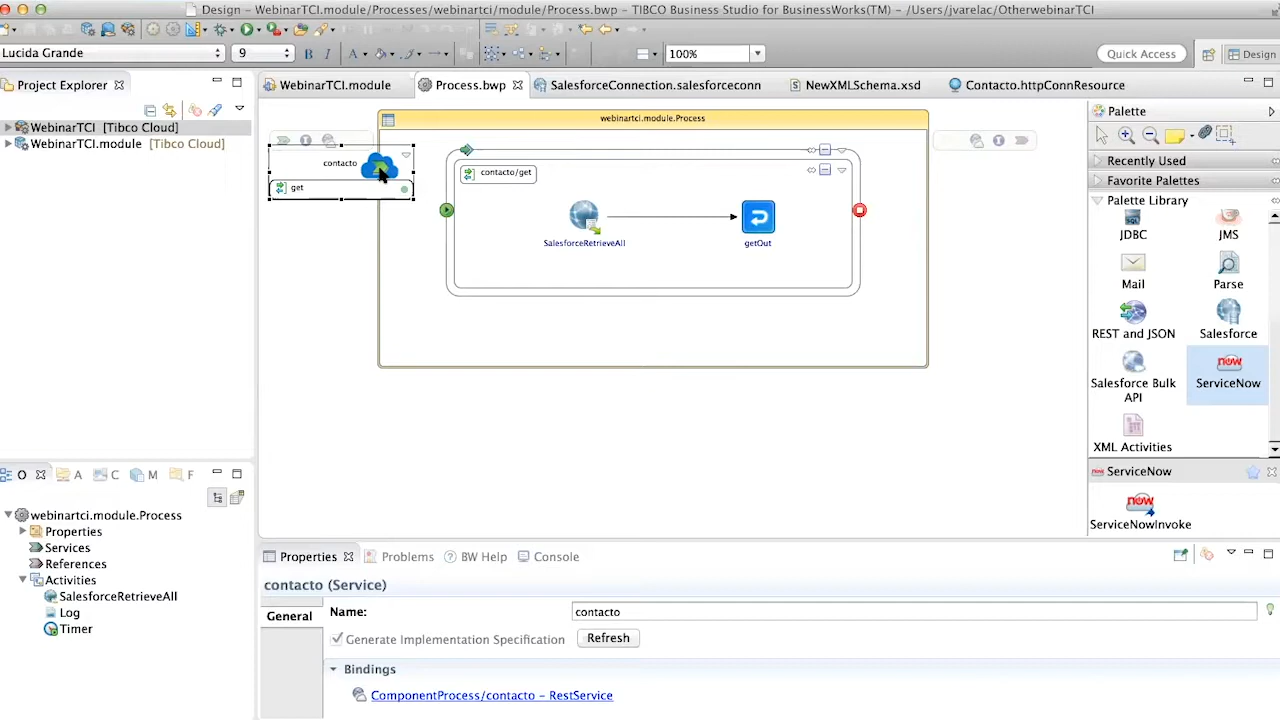 Design - WebinarTCI.module/Processes/webinartci/module/Process.bwp - TIBCO Business Studio for BusinessWorks(TM) - /Users/jvarelac/OtherwebinarTCI
Lucida Grande 9 B I A 100% Quick Access Design
Project Explorer
WebinarTCI.module
Process.bwp
SalesforceConnection.salesforceconn
NewXMLSchema.xsd
Contacto.httpConnResource
WebinarTCI [Tibco Cloud]
WebinarTCI.module [Tibco Cloud]
webinartci.module.Process
contacto
get
contacto/get
SalesforceRetrieveAll
getOut
Palette
Recently Used
Favorite Palettes
Palette Library
JDBC
JMS
Mail
Parse
REST and JSON
Salesforce
Salesforce Bulk
API
ServiceNow
XML Activities
ServiceNow
ServiceNowInvoke
O A C M F
webinartci.module.Process
Properties
Services
References
Activities
SalesforceRetrieveAll
Log
Timer
Properties Problems BW Help Console
contacto (Service)
General
Name: contacto
Generate Implementation Specification Refresh
Bindings
ComponentProcess/contacto - RestService